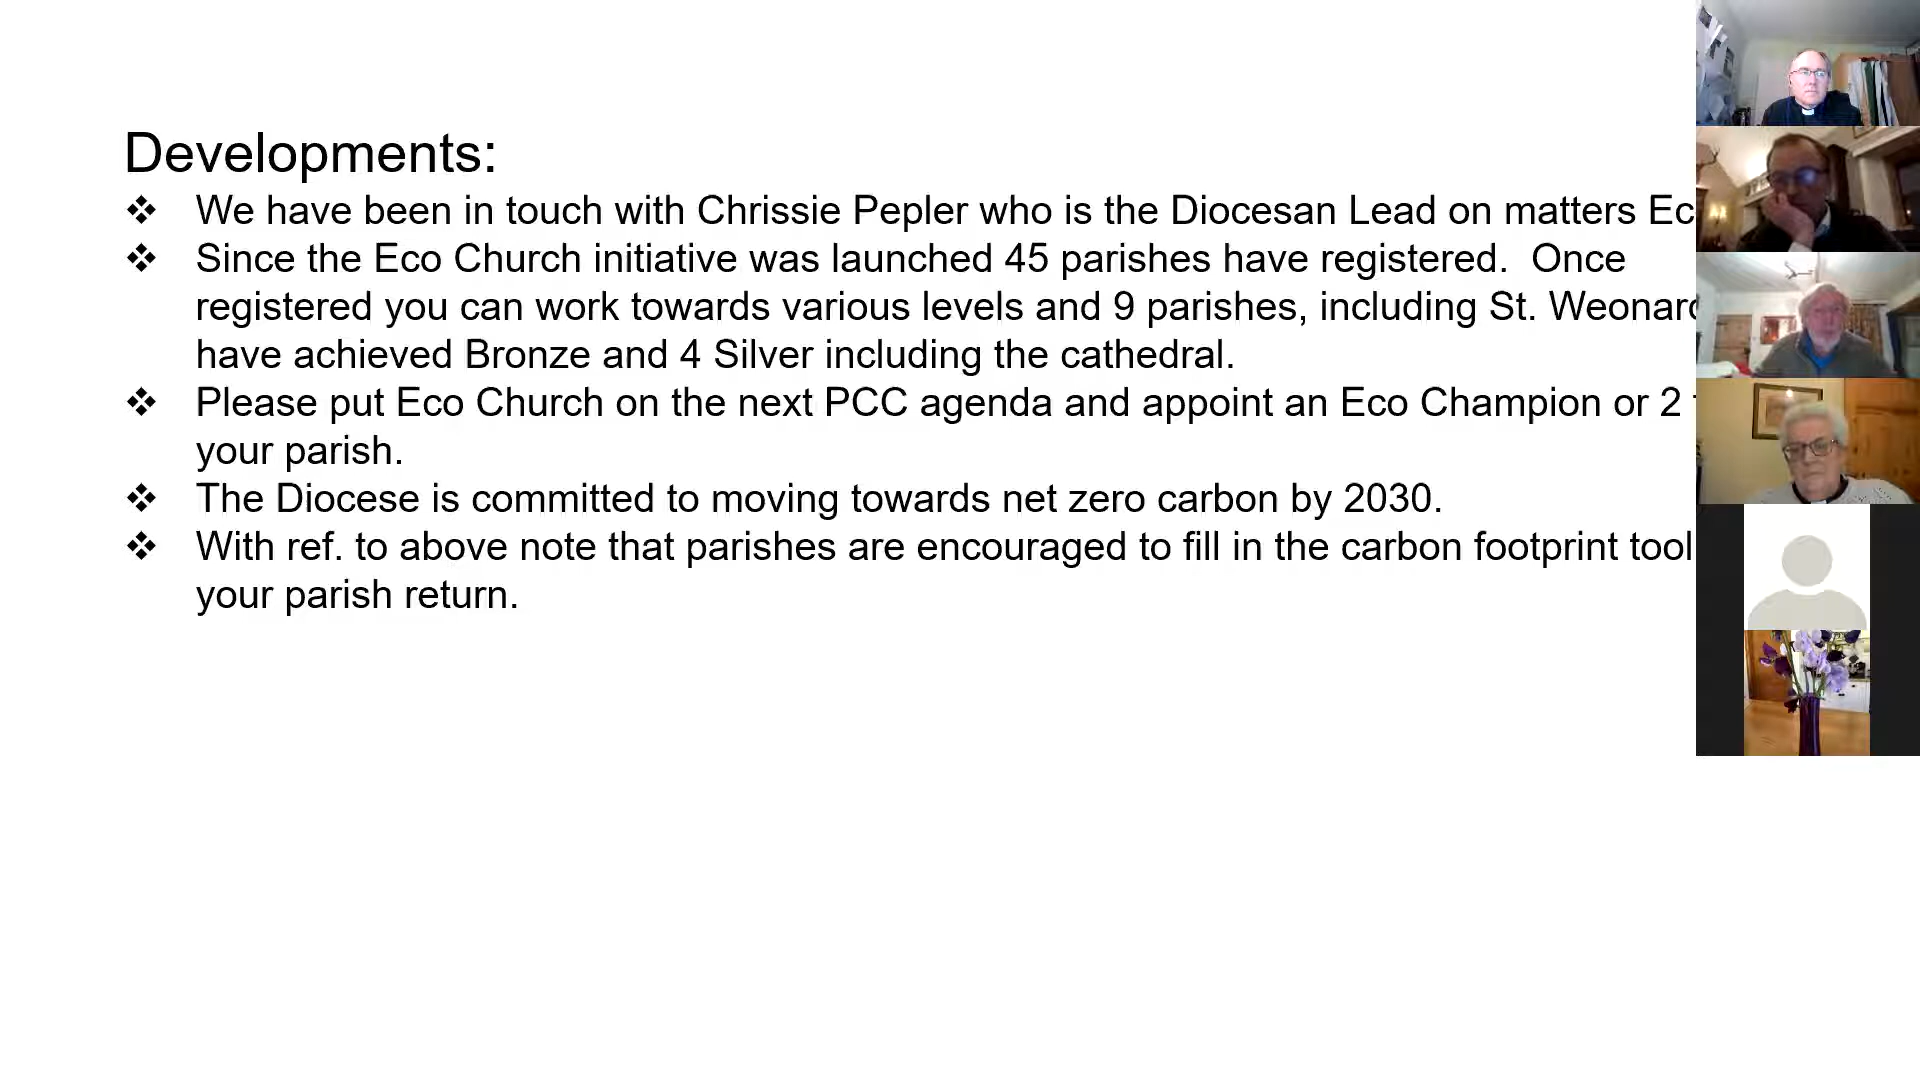 Developments:
❖ We have been in touch with Chrissie Pepler who is the Diocesan Lead on matters
❖ Since the Eco Church initiative was launched 45 parishes have registered.  Once
registered you can work towards various levels and 9 parishes, including St.
have achieved Bronze and 4 Silver including the cathedral.
❖ Please put Eco Church on the next PCC agenda and appoint an Eco Champion or 2
your parish.
❖ The Diocese is committed to moving towards net zero carbon by 2030.
❖ With ref. to above note that parishes are encouraged to fill in the carbon footprint tool
your parish return.